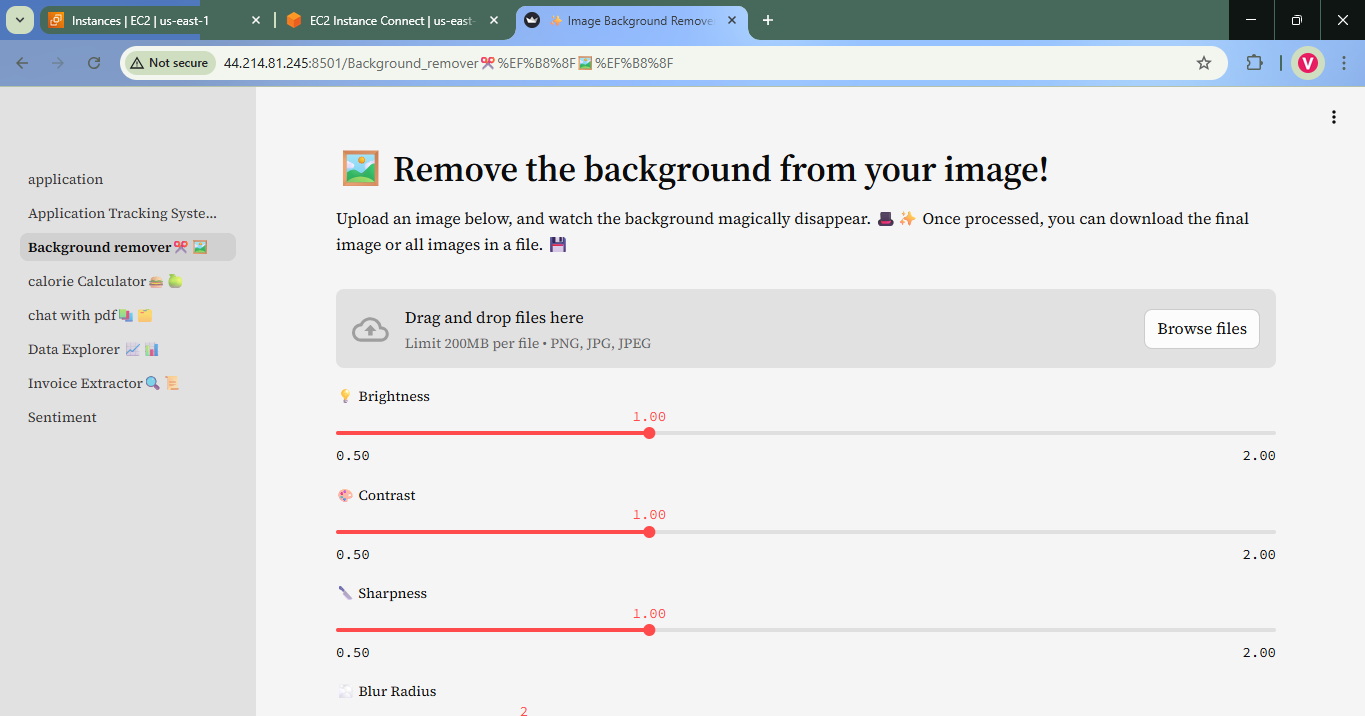 Instances | EC2 | us-east-1
EC2 Instance Connect | us-east-
✨ Image Background Remove
Not secure
44.214.81.245:8501/Background_remover✂️%EF%B8%8F🖼️%EF%B8%8F
V
application
Application Tracking Syste...
Background remover✂️ 🖼️
calorie Calculator🍔 🍏
chat with pdf📚 🗂️
Data Explorer 📈 📊
Invoice Extractor🔍 📜
Sentiment
🖼️ Remove the background from your image!
Upload an image below, and watch the background magically disappear. 🎩 ✨ Once processed, you can download the final
image or all images in a file. 💾
Drag and drop files here
Limit 200MB per file • PNG, JPG, JPEG
Browse files
💡 Brightness
1.00
0.50 2.00
🎨 Contrast
1.00
0.50 2.00
🔪 Sharpness
1.00
0.50 2.00
🌫️ Blur Radius
2